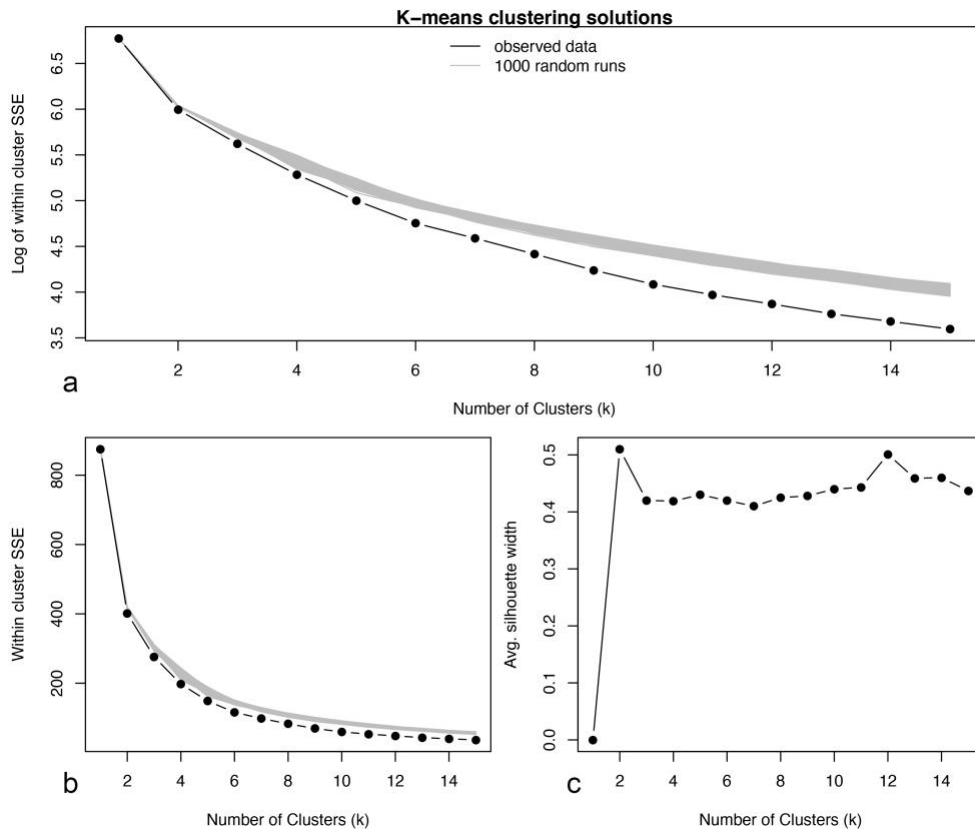 K-means clustering solutions
observed data
1000 random runs
Log of within cluster SSE
6.5
6.0
5.5
5.0
4.5
4.0
3.5
2 4 6 8 10 12 14
a
Number of Clusters (k)
Within cluster SSE
800
600
400
200
2 4 6 8 10 12 14
b
Number of Clusters (k)
Avg. silhouette width
0.5
0.4
0.3
0.2
0.1
0.0
2 4 6 8 10 12 14
c
Number of Clusters (k)